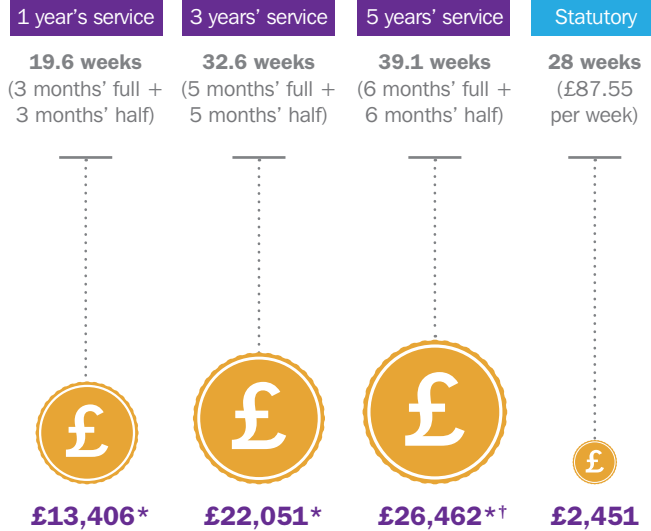 1 year's service
19.6 weeks
(3 months' full +
3 months' half)
£
£13,406*
3 years' service
32.6 weeks
(5 months' full +
5 months' half)
£
£22,051*
5 years' service
39.1 weeks
(6 months' full +
6 months' half)
£
£26,462*†
Statutory
28 weeks
(£87.55
per week)
£
£2,451